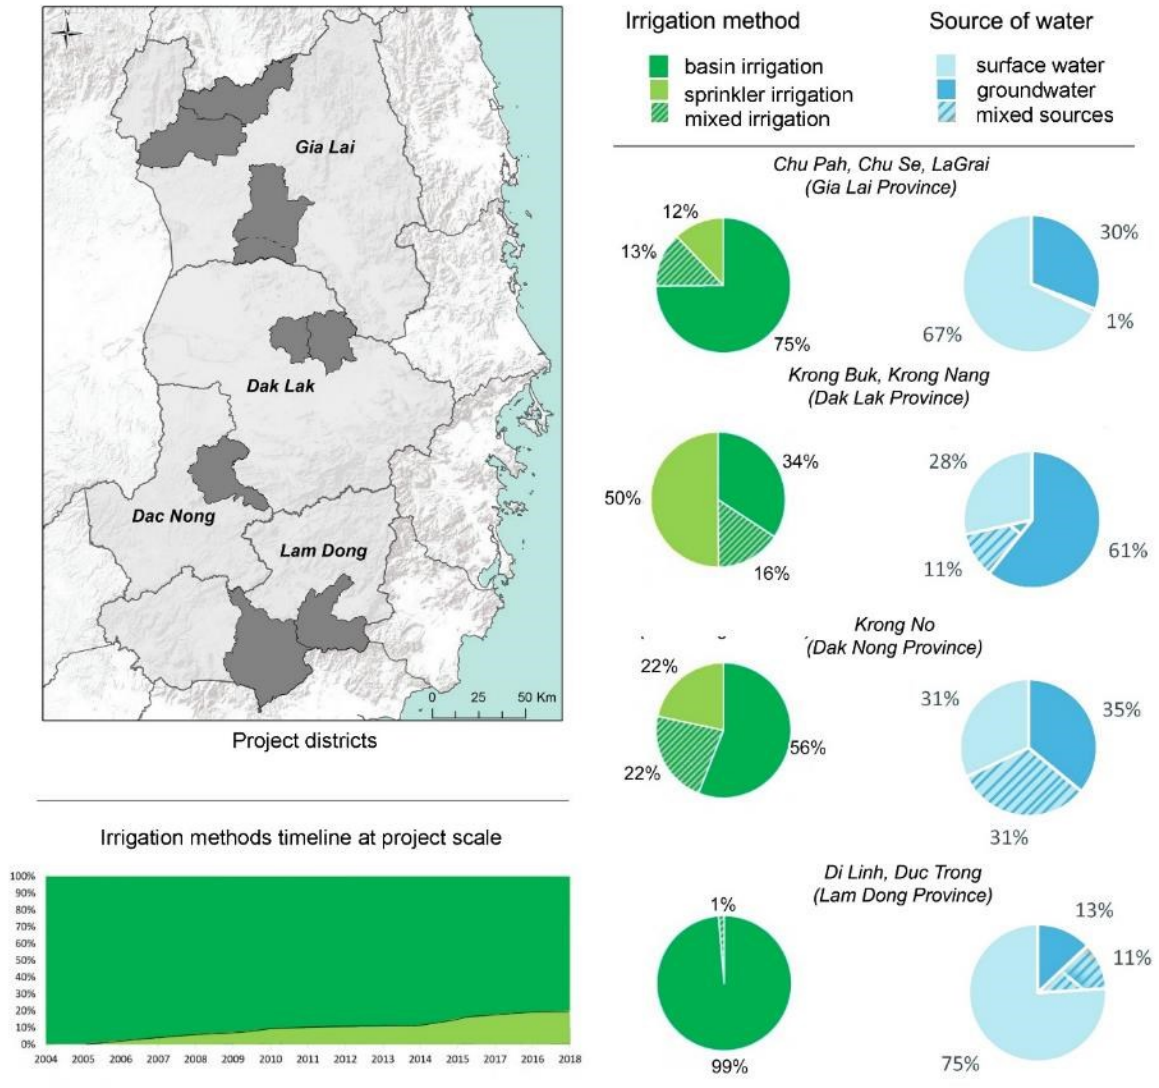 Gia Lai
Dak Lak
Dac Nong
Lam Dong
0 25 50 Km
Project districts
Irrigation methods timeline at project scale
100%
90%
80%
70%
60%
50%
40%
30%
20%
10%
0%
2004 2005 2006 2007 2008 2009 2010 2011 2012 2013 2014 2015 2016 2017 2018
Irrigation method
basin irrigation
sprinkler irrigation
mixed irrigation
Source of water
surface water
groundwater
mixed sources
Chu Pah, Chu Se, LaGrai
(Gia Lai Province)
12%
13%
75%
30%
1%
67%
Krong Buk, Krong Nang
(Dak Lak Province)
34%
50%
16%
28%
11%
61%
Krong No
(Dak Nong Province)
22%
22%
56%
31%
35%
31%
Di Linh, Duc Trong
(Lam Dong Province)
1%
99%
13%
11%
75%